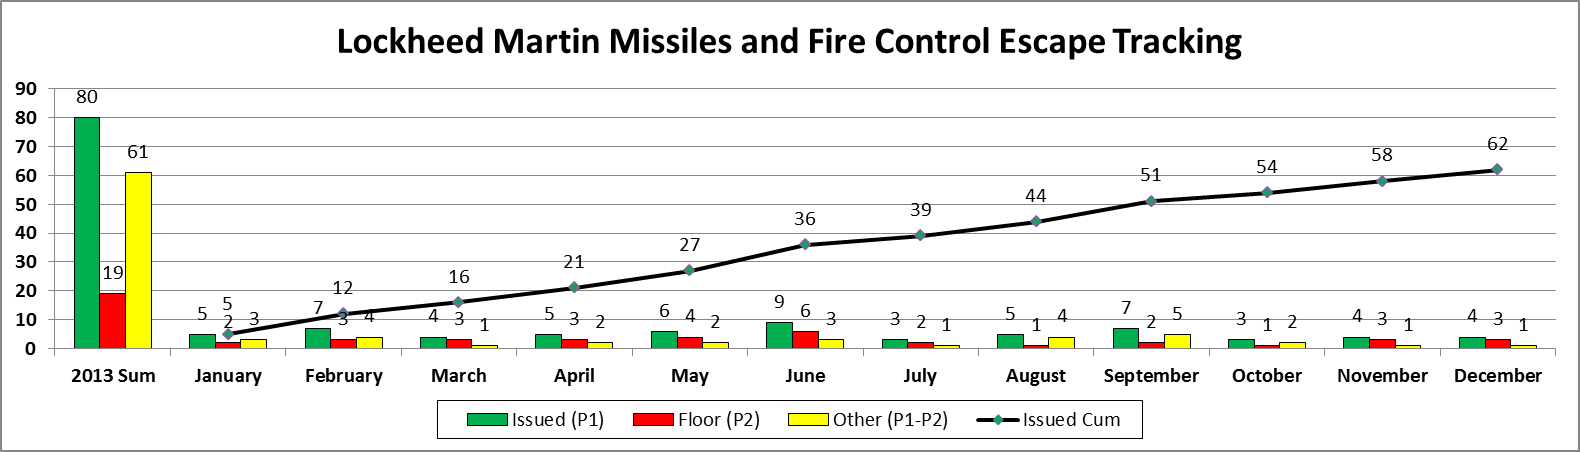 Lockheed Martin Missiles and Fire Control Escape Tracking
90
80
70
60
50
40
30
20
10
0
80 19 61
5 2 3 5
7 3 4 12
4 3 1 16
5 3 2 21
6 4 2 27
9 6 3 36
3 2 1 39
5 1 4 44
7 2 5 51
3 1 2 54
4 3 1 58
4 3 1 62
2013 Sum January February March April May June July August September October November December
Issued (P1) Floor (P2) Other (P1-P2) Issued Cum